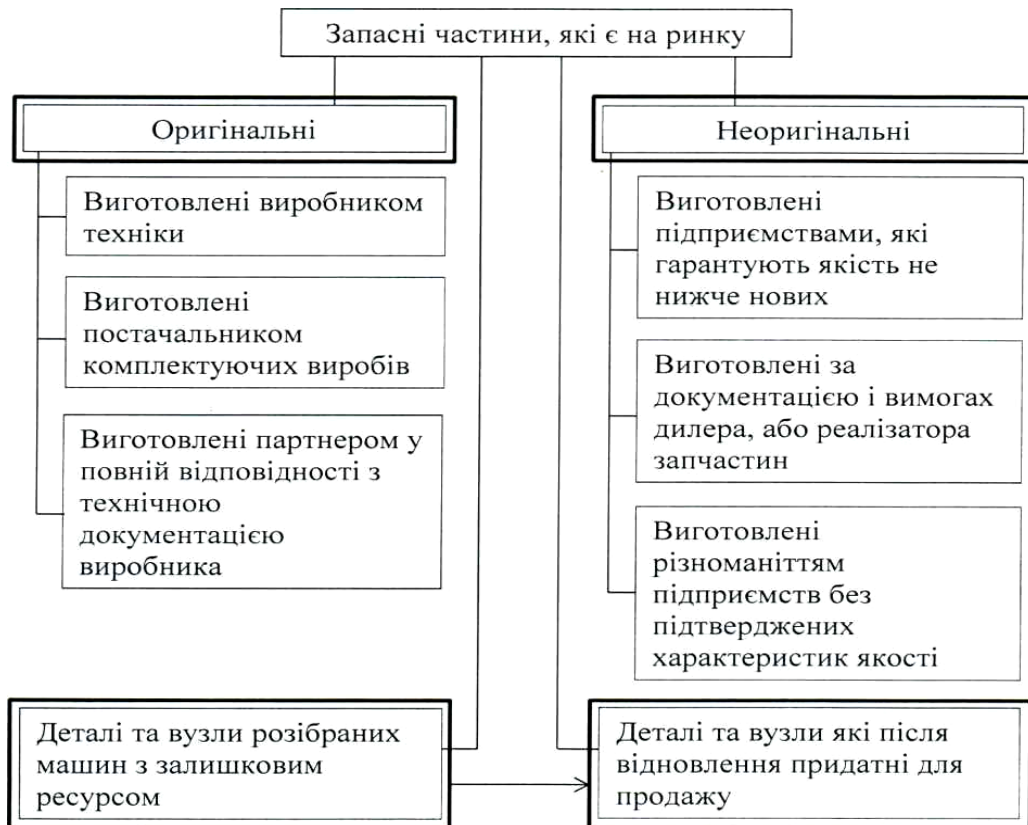 Запасні частини, які є на ринку
Оригінальні
Виготовлені виробником
техніки
Виготовлені
постачальником
комплектуючих виробів
Виготовлені партнером у
повній відповідності з
технічною
документацією
виробника
Неоригінальні
Виготовлені
підприємствами, які
гарантують якість не
нижче нових
Виготовлені за
документацією і вимогах
дилера, або реалізатора
запчастин
Виготовлені
різноманіттям
підприємств без
підтверджених
характеристик якості
Деталі та вузли розібраних
машин з залишковим
ресурсом
Деталі та вузли які після
відновлення придатні для
продажу